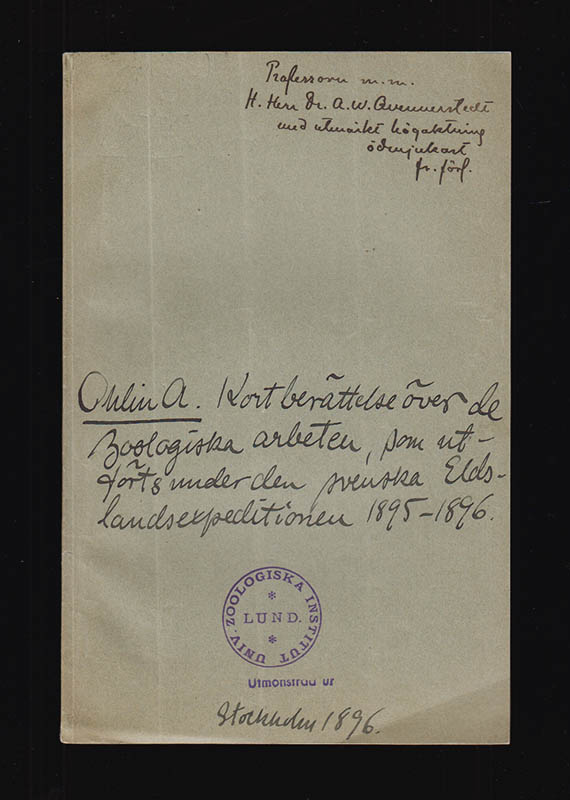 Professorn m.m.
H. Herr Dr. A. W. Quennerstedt
med utmärkt högaktning
ödmjukast
fr. förf.
Ohlin A. Kort berättelse över de
zoologiska arbeten, som ut-
förts under den svenska Elds-
landsexpeditionen 1895–1896.
UNIV. ZOOLOGISKA INSTITUT
* LUND. *
Utmönstrad ur
Stockholm 1896.